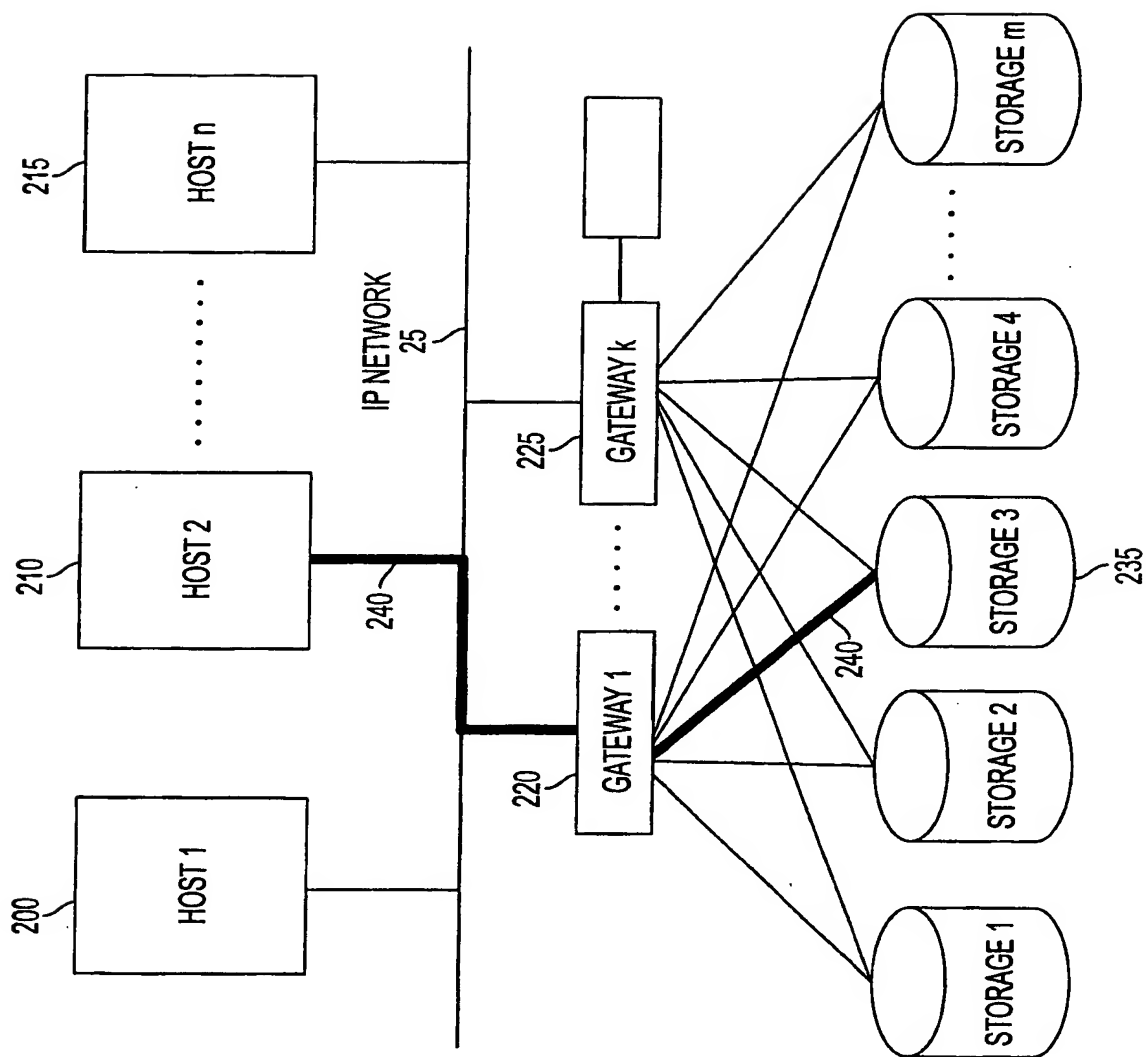 200
HOST 1
210
HOST 2
240
. . . . . . . . .
215
HOST n
IP NETWORK
25
220
GATEWAY 1
. . . . . .
225
GATEWAY k
240
STORAGE 1
STORAGE 2
STORAGE 3
235
STORAGE 4
. . . . . .
STORAGE m